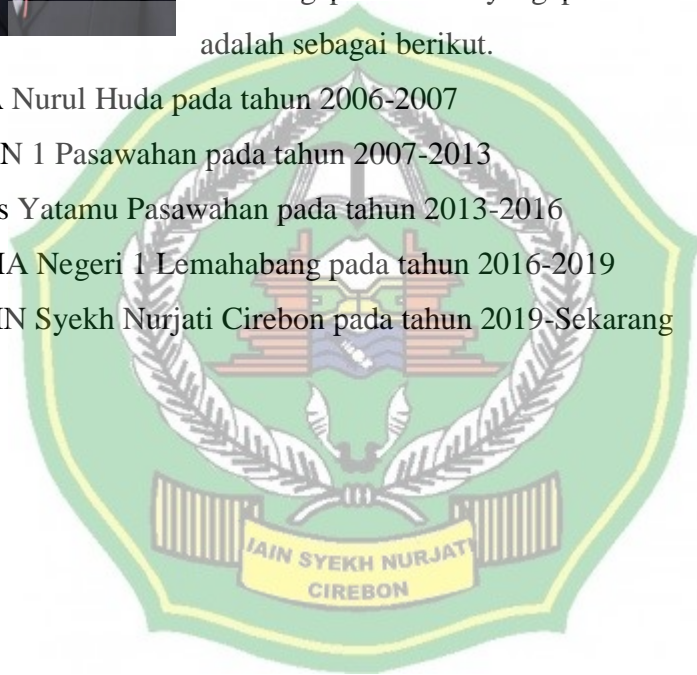 adalah sebagai berikut.
Nurul Huda pada tahun 2006-2007
N 1 Pasawahan pada tahun 2007-2013
s Yatamu Pasawahan pada tahun 2013-2016
IA Negeri 1 Lemahabang pada tahun 2016-2019
IN Syekh Nurjati Cirebon pada tahun 2019-Sekarang
IAIN SYEKH NURJATI
CIREBON